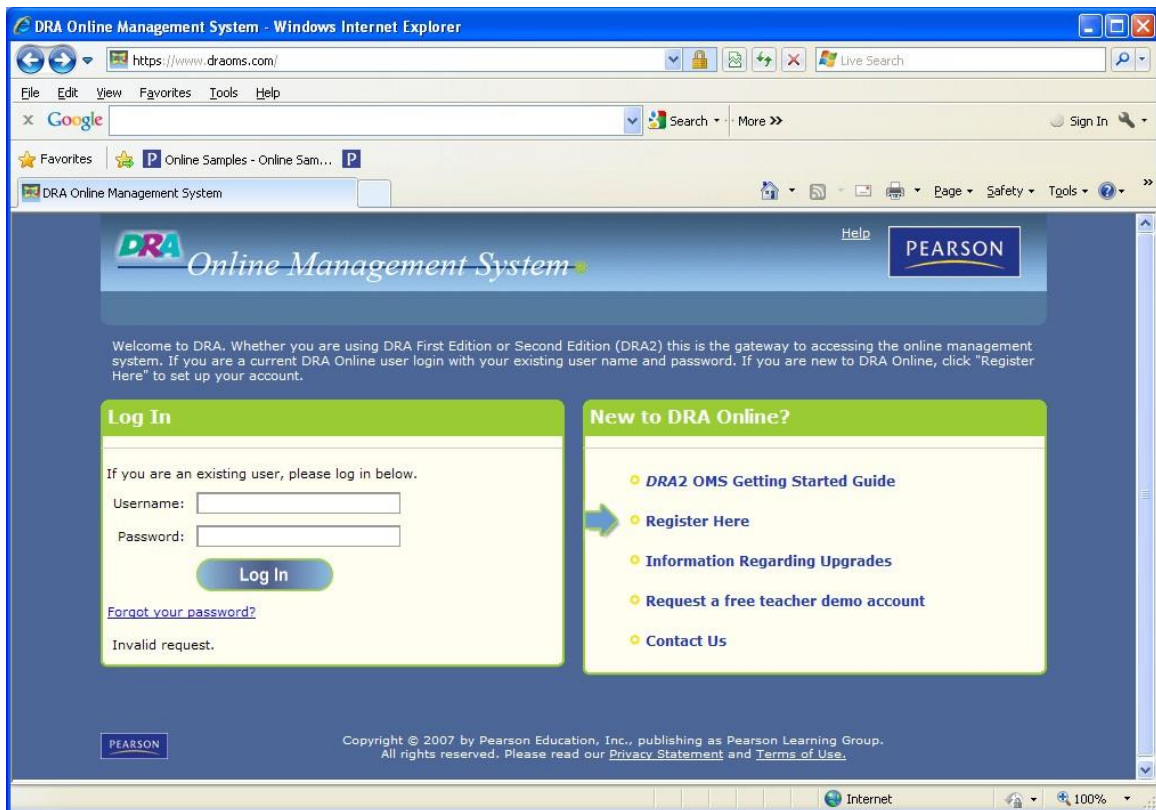 DRA Online Management System - Windows Internet Explorer
https://www.draoms.com/
Live Search
File Edit View Favorites Tools Help
x Google Search More >> Sign In
Favorites P Online Samples - Online Sam... P
DRA Online Management System
Page Safety Tools >>
DRA Online Management System
Help
PEARSON
Welcome to DRA. Whether you are using DRA First Edition or Second Edition (DRA2) this is the gateway to accessing the online management
system. If you are a current DRA Online user login with your existing user name and password. If you are new to DRA Online, click "Register
Here" to set up your account.
Log In
If you are an existing user, please log in below.
Username:
Password:
Log In
Forgot your password?
Invalid request.
New to DRA Online?
DRA2 OMS Getting Started Guide
Register Here
Information Regarding Upgrades
Request a free teacher demo account
Contact Us
PEARSON
Copyright © 2007 by Pearson Education, Inc., publishing as Pearson Learning Group.
All rights reserved. Please read our Privacy Statement and Terms of Use.
Internet
100%